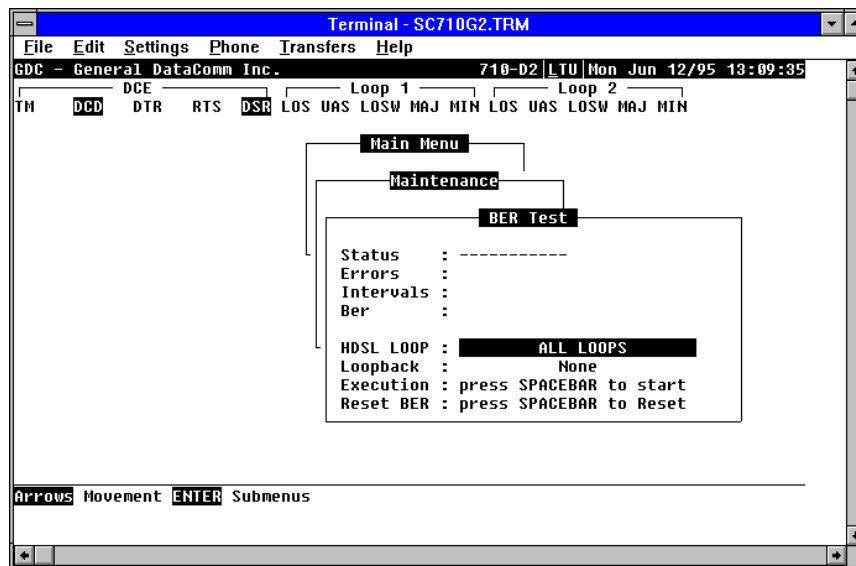 Terminal - SC710G2.TRM
File Edit Settings Phone Transfers Help
GDC - General DataComm Inc. 710-D2|LTU|Mon Jun 12/95 13:09:35
DCE Loop 1 Loop 2
TM DCD DTR RTS DSR LOS UAS LOSW MAJ MIN LOS UAS LOSW MAJ MIN
Main Menu
Maintenance
BER Test
Status : -----------
Errors :
Intervals :
Ber :
HDSL LOOP : ALL LOOPS
Loopback : None
Execution : press SPACEBAR to start
Reset BER : press SPACEBAR to Reset
Arrows Movement ENTER Submenus